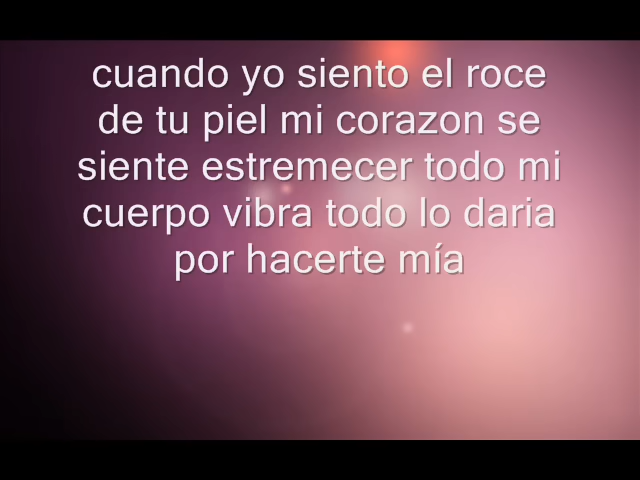 cuando yo siento el roce
de tu piel mi corazon se
siente estremecer todo mi
cuerpo vibra todo lo daria
por hacerte mía